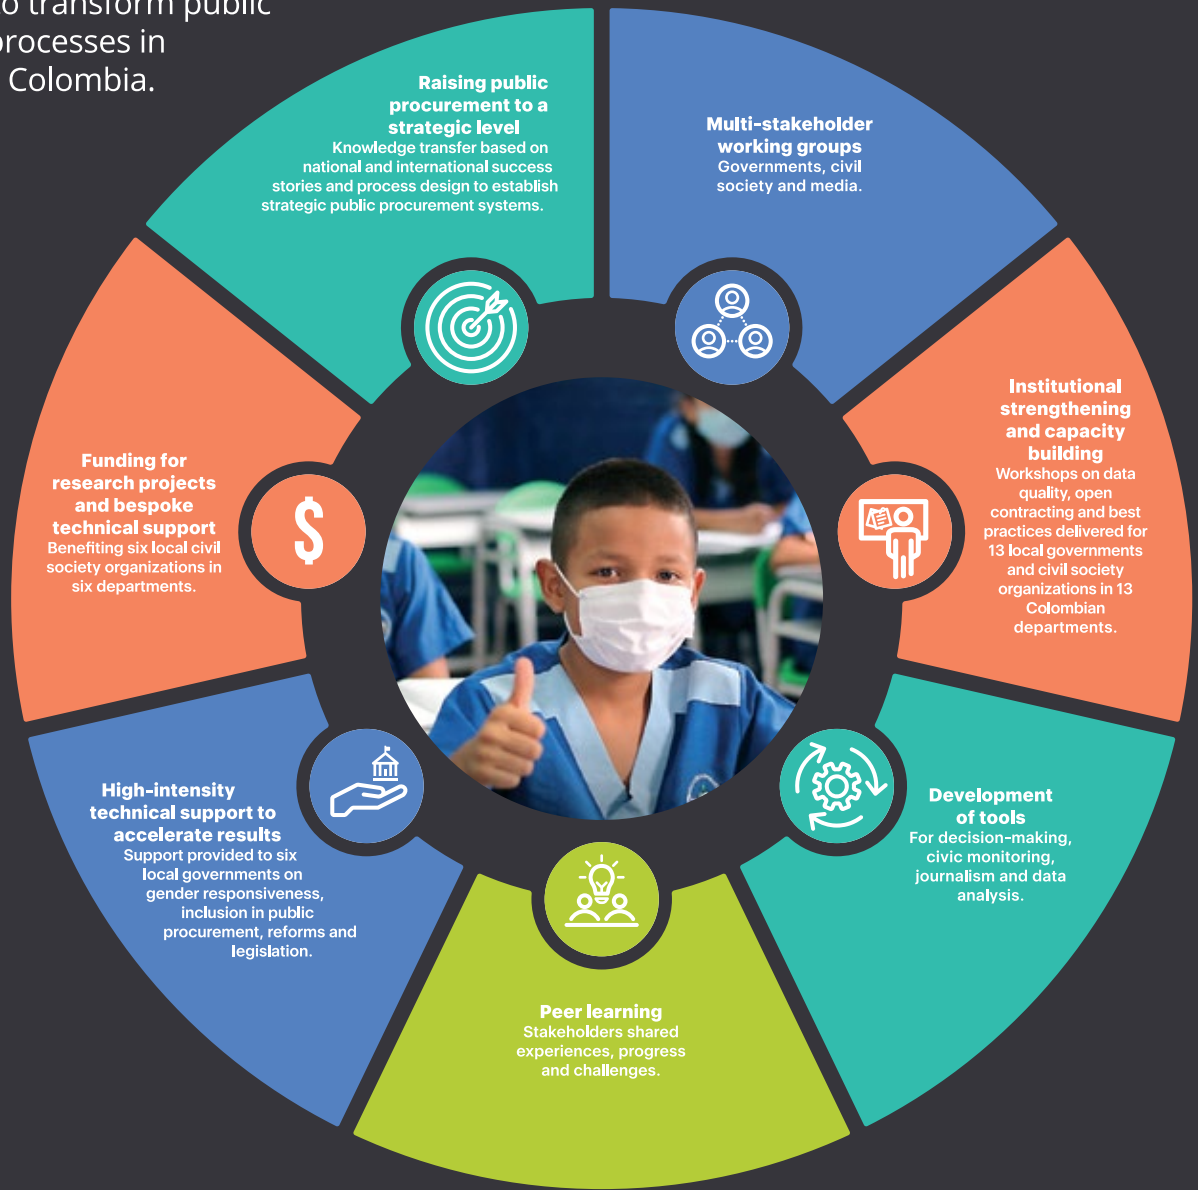 o transform public
processes in
Colombia.
Raising public
procurement to a
strategic level
Knowledge transfer based on
national and international success
stories and process design to establish
strategic public procurement systems.
Multi-stakeholder
working groups
Governments, civil
society and media.
Institutional
strengthening
and capacity
building
Workshops on data
quality, open
contracting and best
practices delivered for
13 local governments
and civil society
organizations in 13
Colombian
departments.
Development
of tools
For decision-making,
civic monitoring,
journalism and data
analysis.
Peer learning
Stakeholders shared
experiences, progress
and challenges.
High-intensity
technical support to
accelerate results
Support provided to six
local governments on
gender responsiveness,
inclusion in public
procurement, reforms and
legislation.
Funding for
research projects
and bespoke
technical support
Benefiting six local civil
society organizations in
six departments.
$